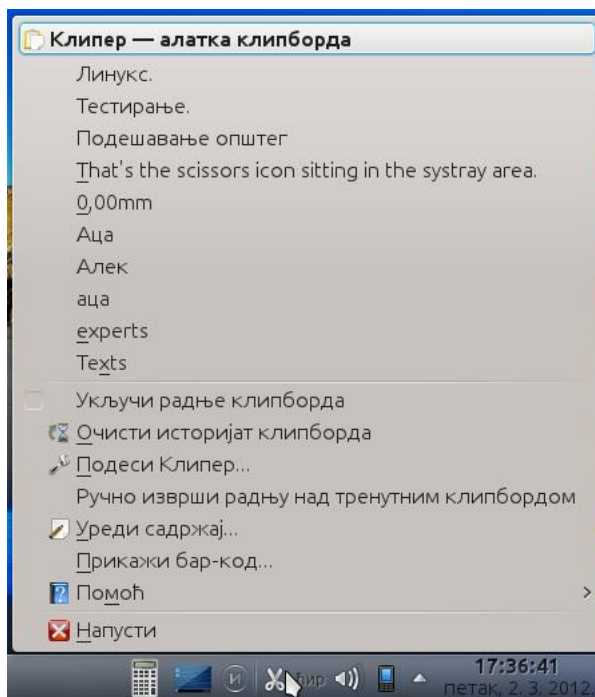 Клипер — алатка клипборда
Линукс.
Тестирање.
Подешавање општег
That's the scissors icon sitting in the systray area.
0,00mm
Аца
Алек
аца
experts
Texts
Укључи радње клипборда
Очисти историјат клипборда
Подеси Клипер...
Ручно изврши радњу над тренутним клипбордом
Уреди садржај...
Прикажи бар-код...
Помоћ
Напусти
17:36:41
петак, 2. 3. 2012.